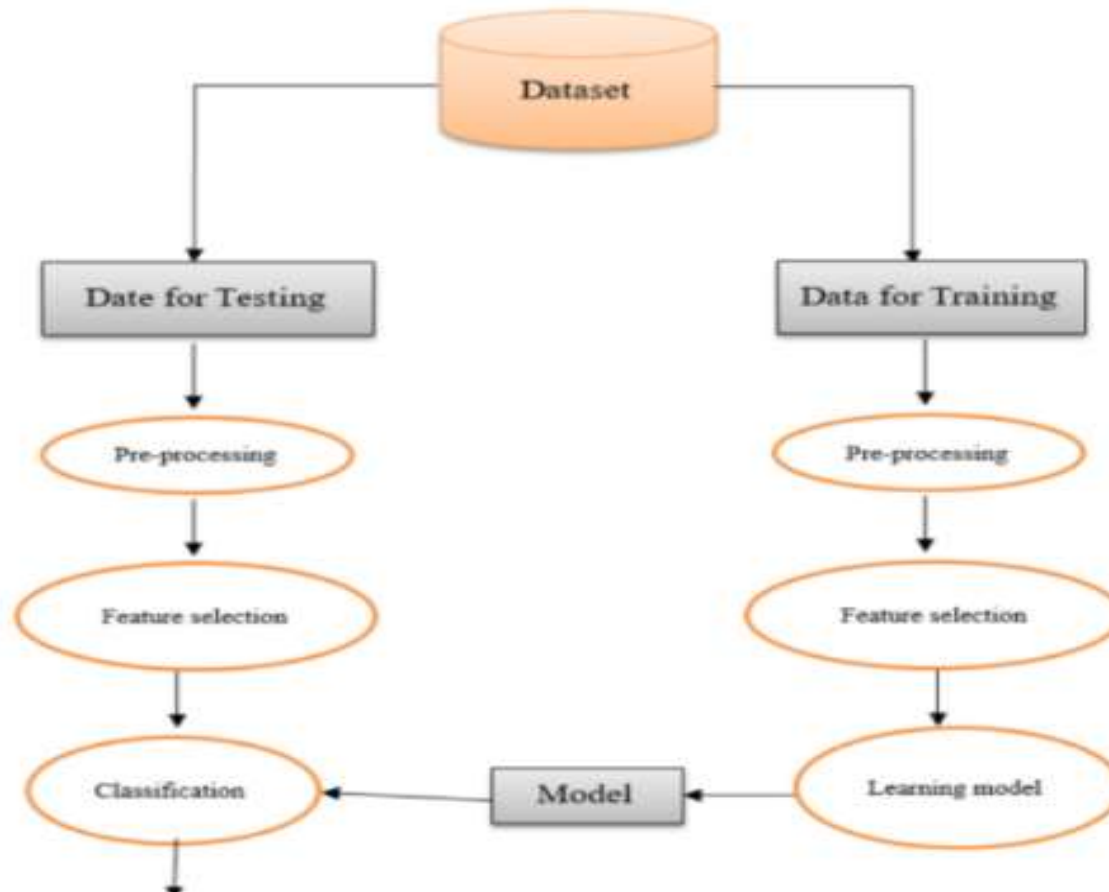 Dataset
Date for Testing
Data for Training
Pre-processing
Pre-processing
Feature selection
Feature selection
Classification
Model
Learning model